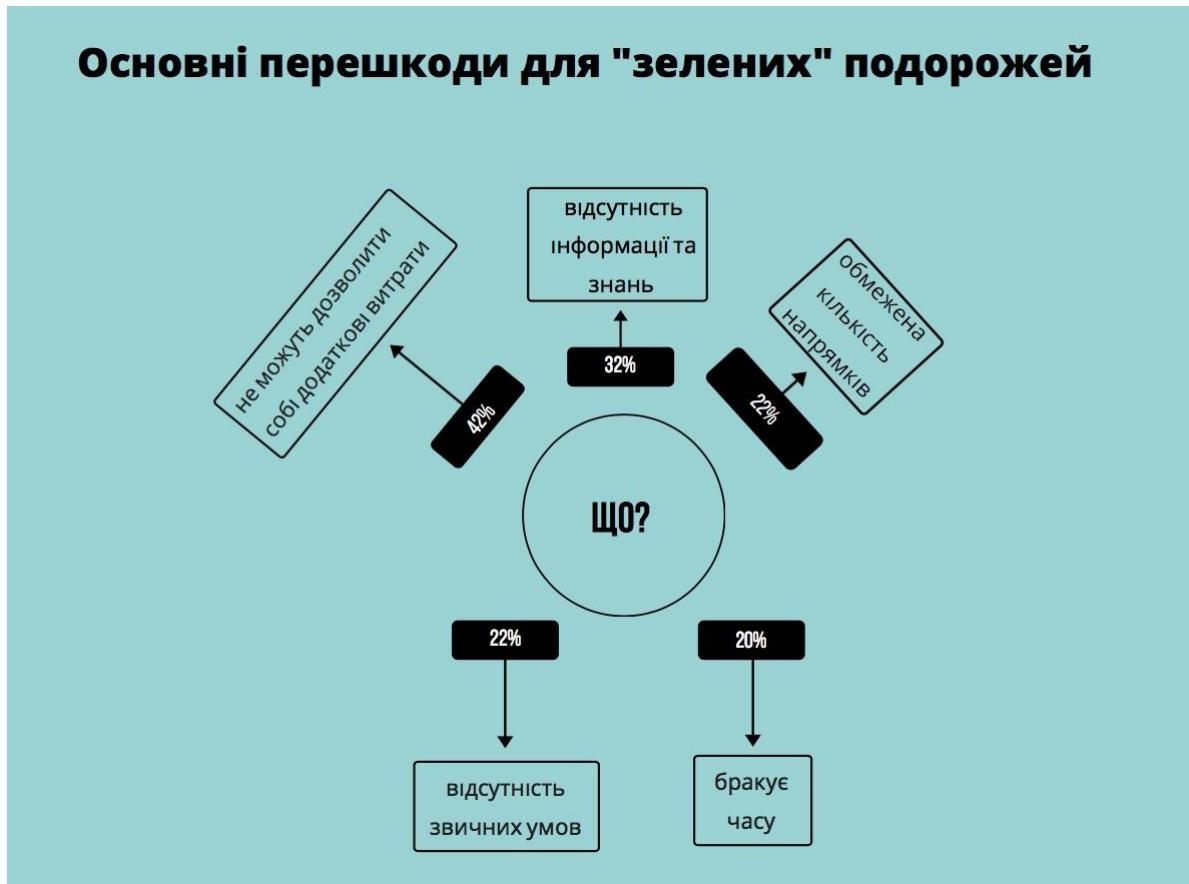 Основні перешкоди для "зелених" подорожей
не можуть дозволити
собі додаткові витрати
42%
відсутність
інформації та
знань
32%
обмежена
кількість
напрямків
22%
ЩО?
22%
відсутність
звичних умов
20%
бракує
часу